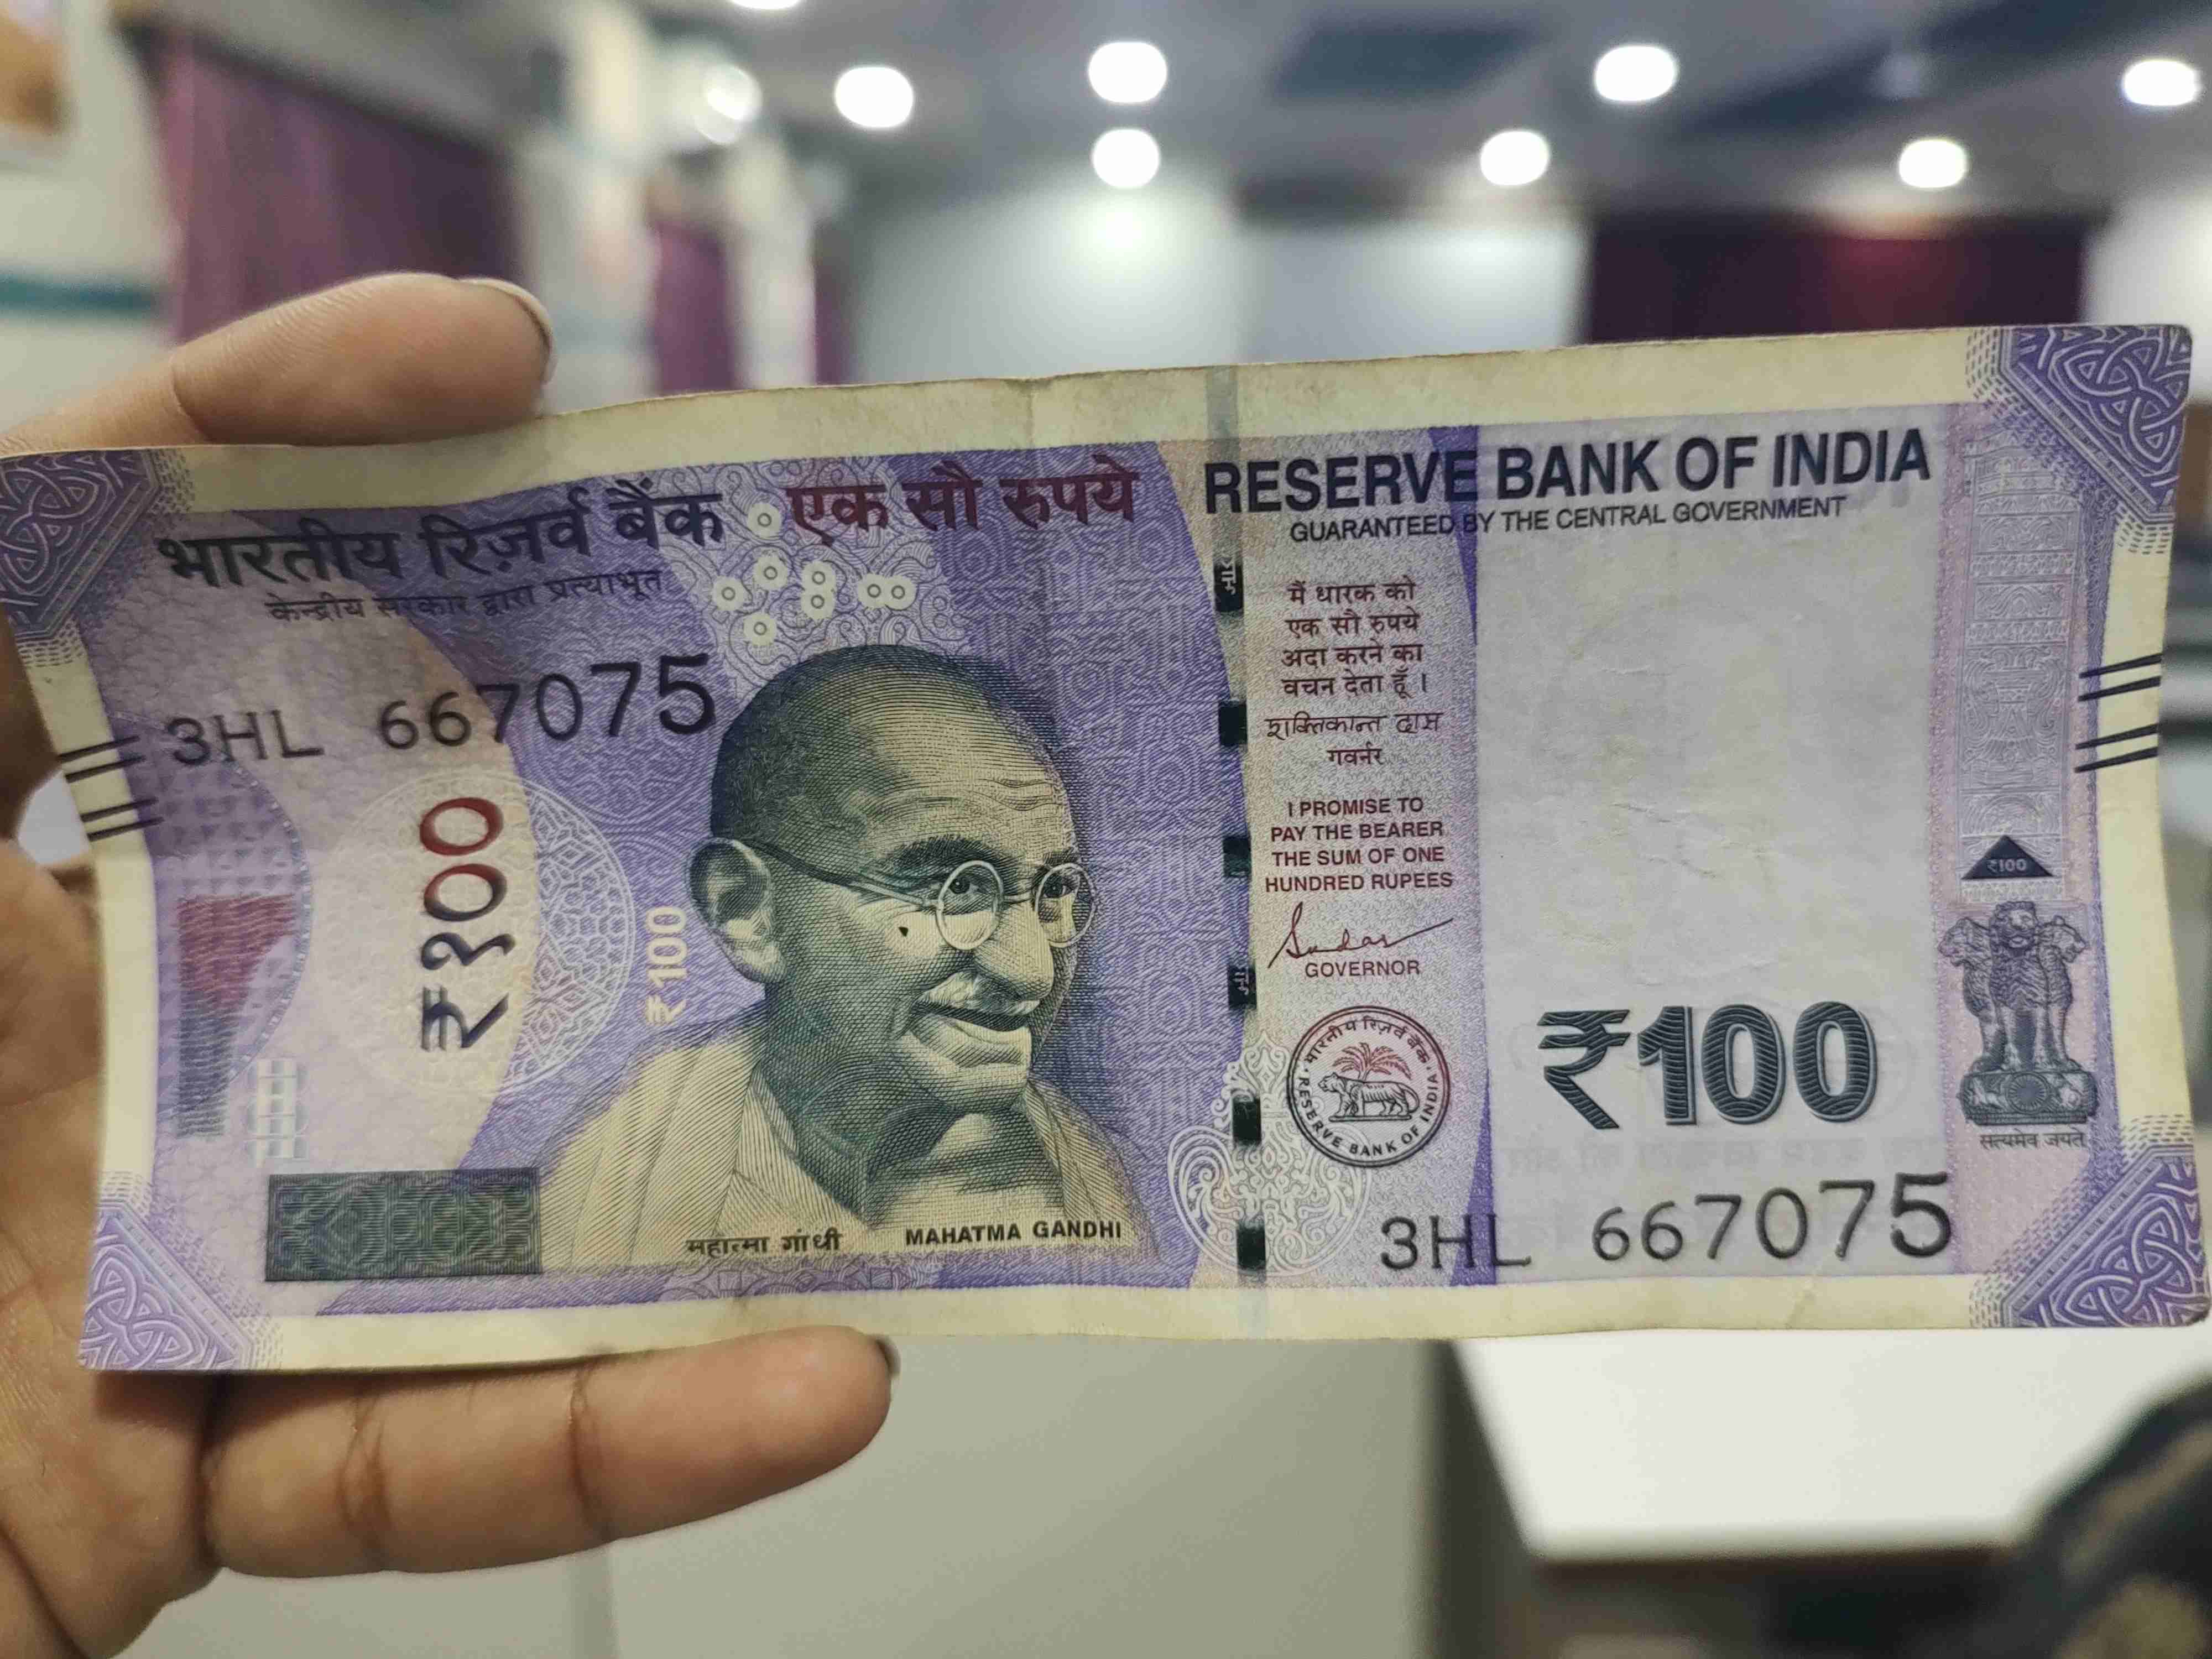 भारतीय रिज़र्व बैंक
केन्द्रीय सरकार द्वारा प्रत्याभूत
एक सौ रुपये
3HL 667075
₹१००
₹100
महात्मा गांधी
MAHATMA GANDHI
RESERVE BANK OF INDIA
GUARANTEED BY THE CENTRAL GOVERNMENT
मैं धारक को
एक सौ रुपये
अदा करने का
वचन देता हूँ।
शक्तिकान्त दास
गवर्नर
I PROMISE TO
PAY THE BEARER
THE SUM OF ONE
HUNDRED RUPEES
GOVERNOR
भारतीय रिज़र्व बैंक
RESERVE BANK OF INDIA
₹100
3HL 667075
₹100
सत्यमेव जयते